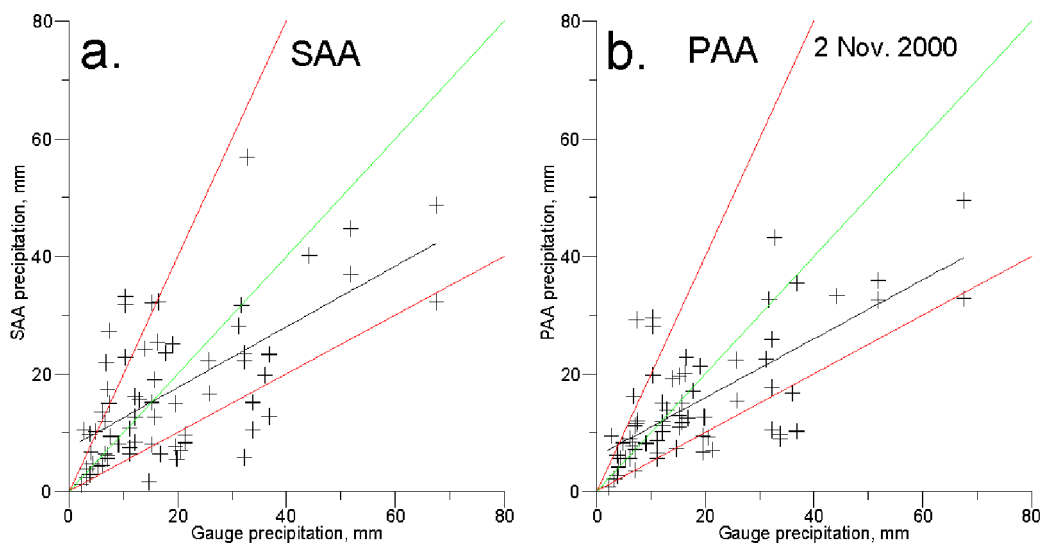 a. SAA
80
60
40
20
0
SAA precipitation, mm
0 20 40 60 80
Gauge precipitation, mm
b. PAA 2 Nov. 2000
80
60
40
20
0
PAA precipitation, mm
0 20 40 60 80
Gauge precipitation, mm